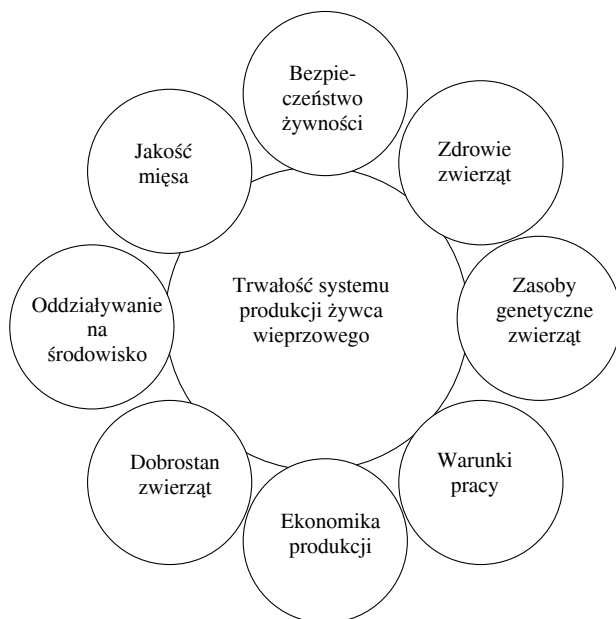 Bezpie-
czeństwo
żywności
Jakość
mięsa
Zdrowie
zwierząt
Trwałość systemu
produkcji żywca
wieprzowego
Oddziaływanie
na
środowisko
Zasoby
genetyczne
zwierząt
Dobrostan
zwierząt
Warunki
pracy
Ekonomika
produkcji